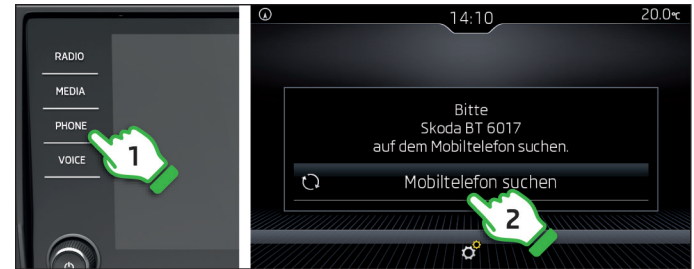 RADIO
MEDIA
PHONE
VOICE
1
14:10
20.0°C
Bitte
Skoda BT 6017
auf dem Mobiltelefon suchen.
Mobiltelefon suchen
2